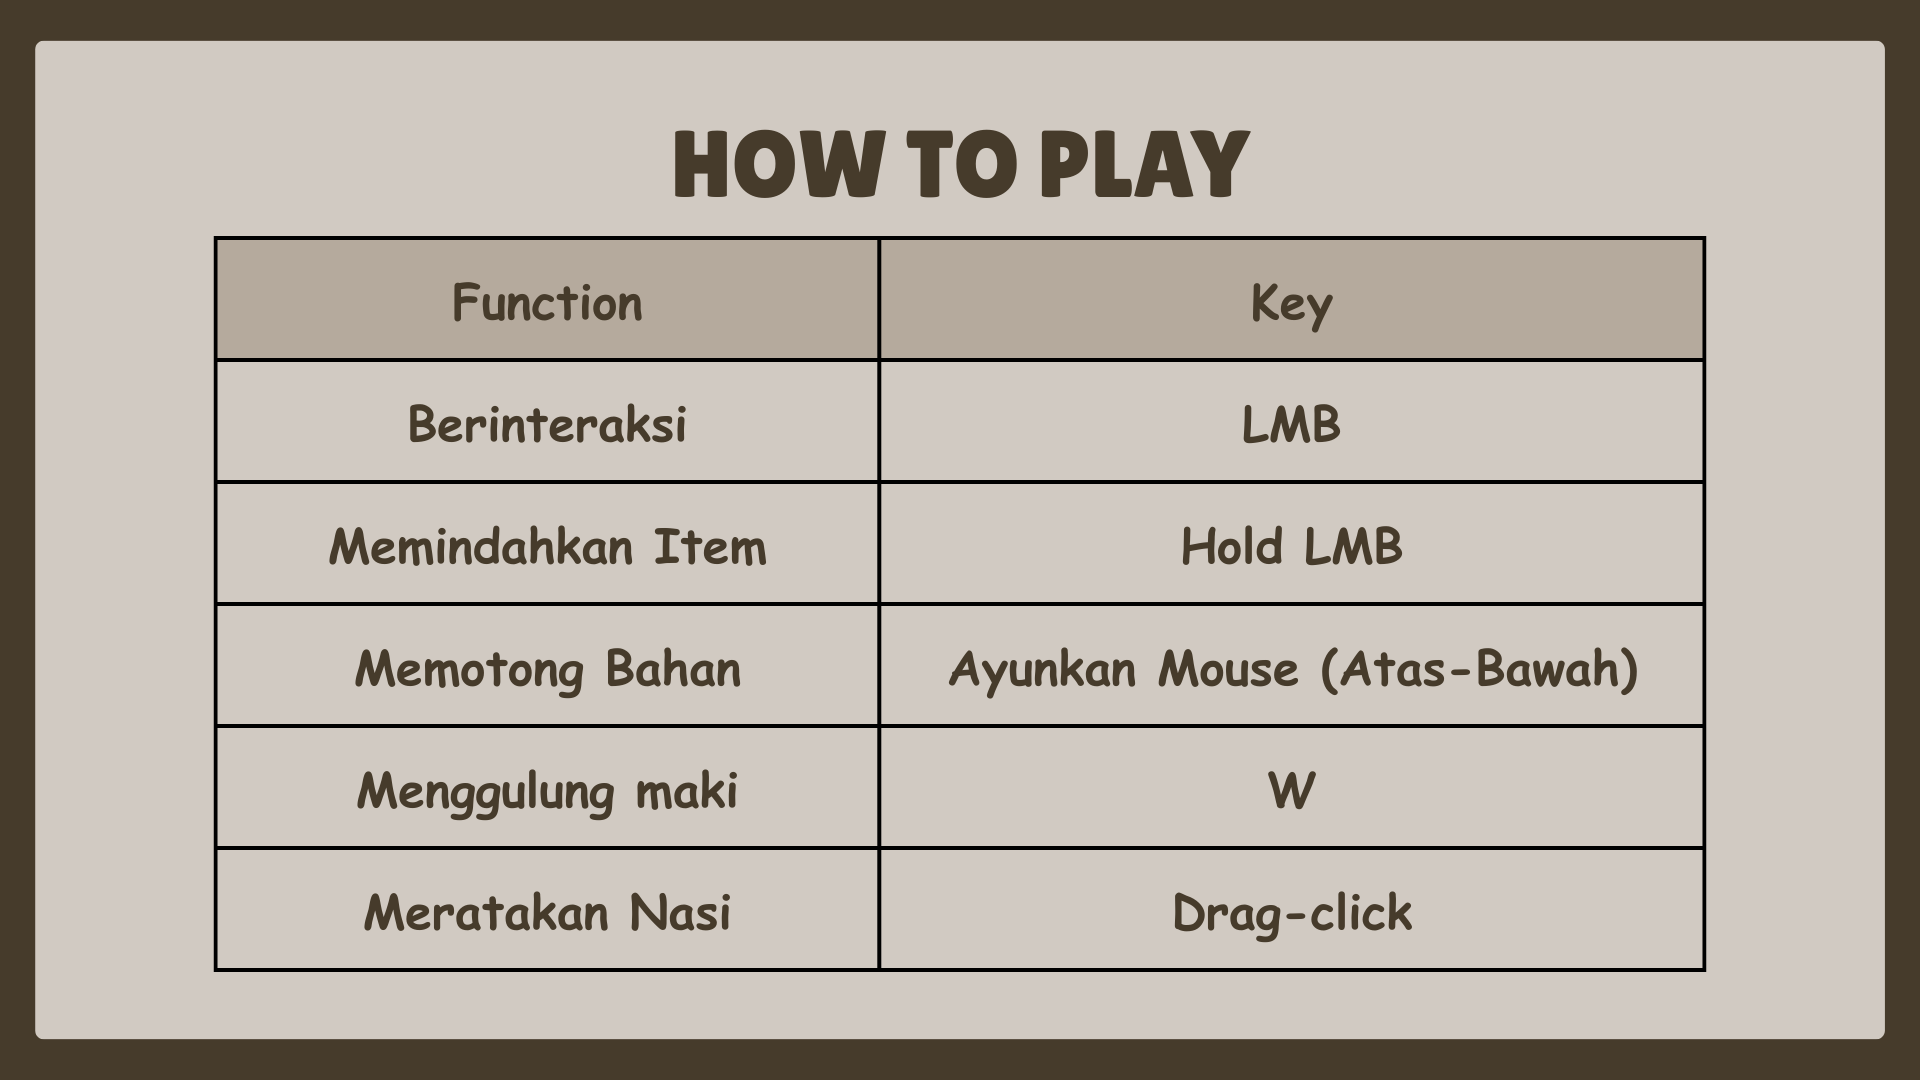 HOW TO PLAY
Function Key
Berinteraksi LMB
Memindahkan Item Hold LMB
Memotong Bahan Ayunkan Mouse (Atas-Bawah)
Menggulung maki W
Meratakan Nasi Drag-click